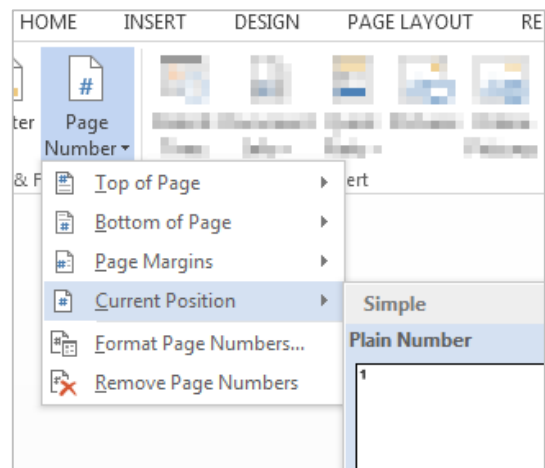 HOME INSERT DESIGN PAGE LAYOUT RE
ter Page
Number
& F ert
Top of Page
Bottom of Page
Page Margins
Current Position
Simple
Format Page Numbers...
Plain Number
Remove Page Numbers
1